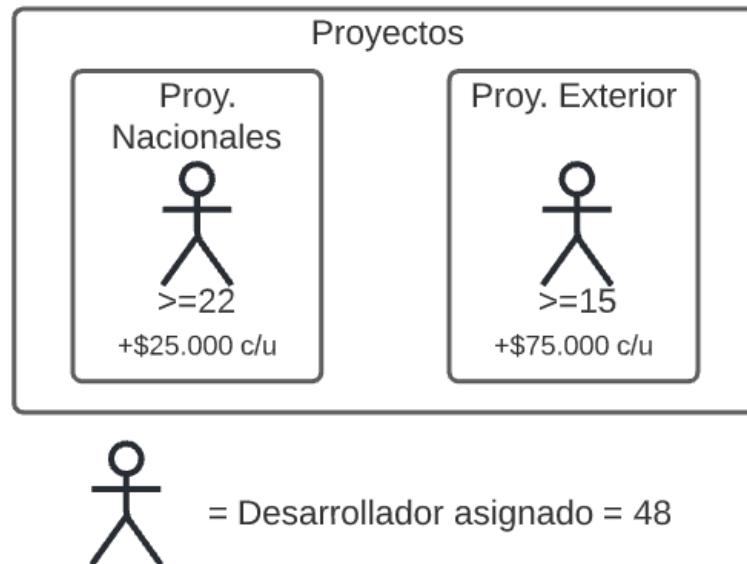 Proyectos
Proy.
Nacionales
>=22
+$25.000 c/u
Proy. Exterior
>=15
+$75.000 c/u
= Desarrollador asignado = 48